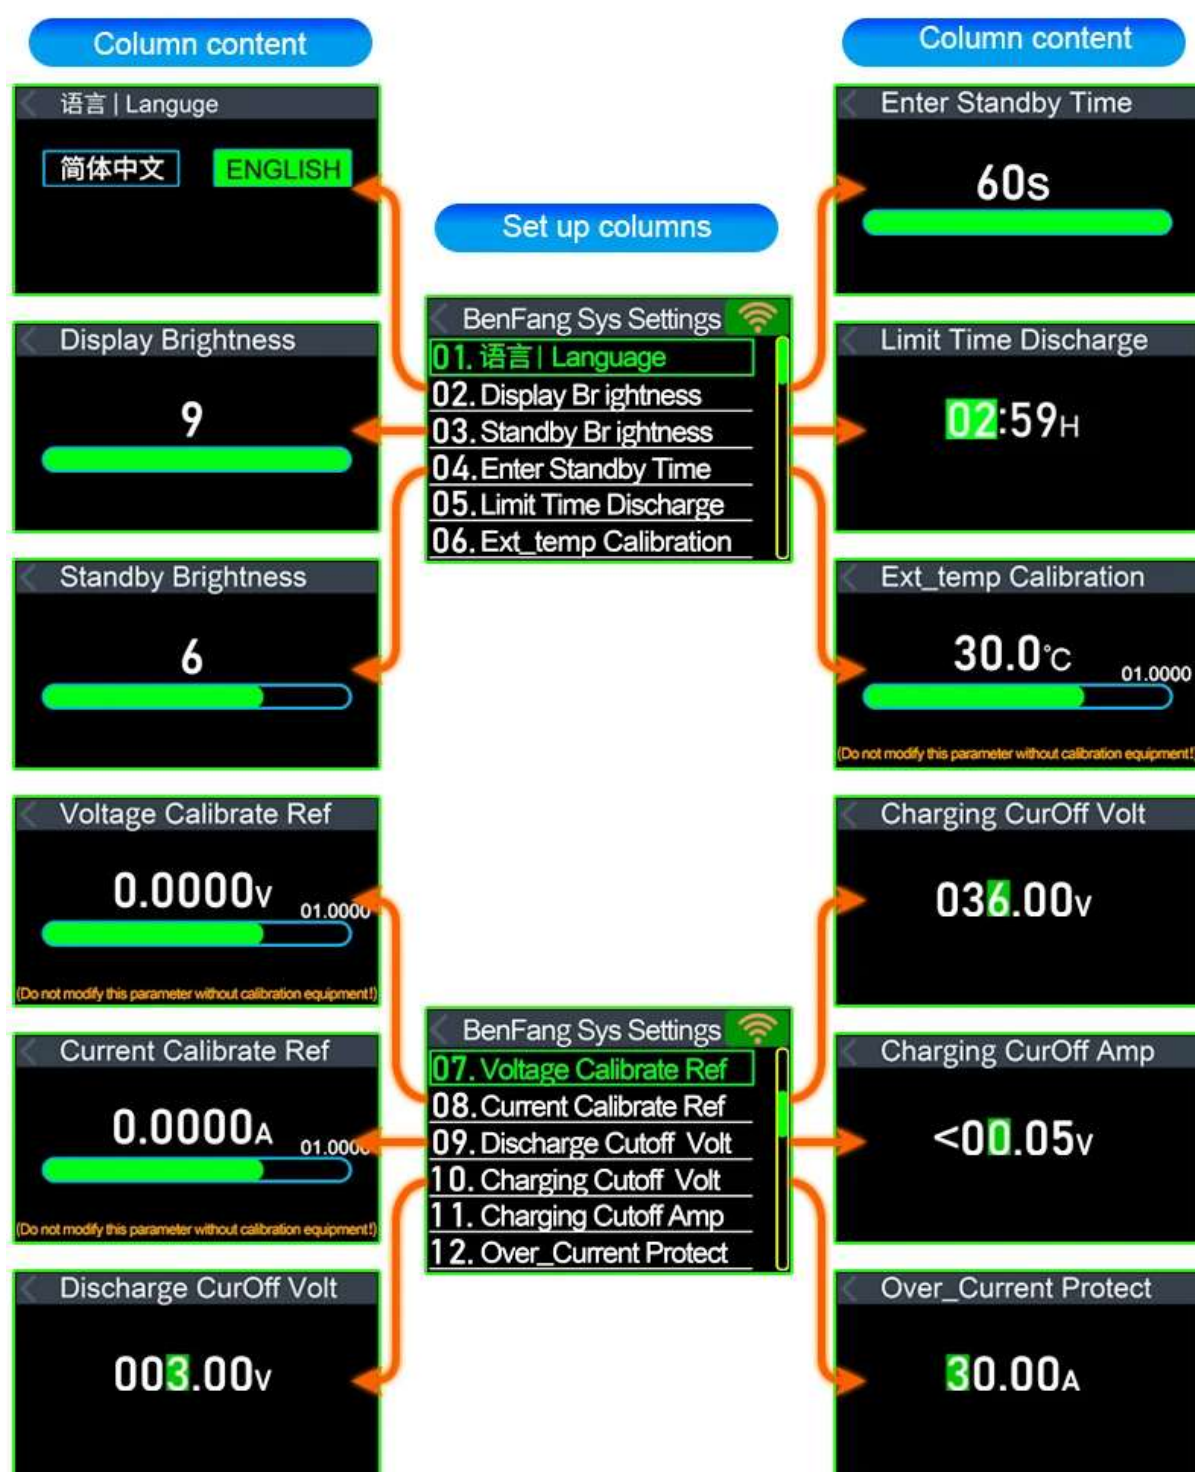 Column content
语言 | Languge
简体中文 ENGLISH
Display Brightness
9
Standby Brightness
6
Voltage Calibrate Ref
0.0000V
01.0000
(Do not modify this parameter without calibration equipment!)
Current Calibrate Ref
0.0000A
01.0000
(Do not modify this parameter without calibration equipment!)
Discharge CurOff Volt
003.00V
Set up columns
BenFang Sys Settings
01. 语言 | Language
02. Display Br ightness
03. Standby Br ightness
04. Enter Standby Time
05. Limit Time Discharge
06. Ext_temp Calibration
BenFang Sys Settings
07. Voltage Calibrate Ref
08. Current Calibrate Ref
09. Discharge Cutoff Volt
10. Charging Cutoff Volt
11. Charging Cutoff Amp
12. Over_Current Protect
Column content
Enter Standby Time
60S
Limit Time Discharge
02:59H
Ext_temp Calibration
30.0°C
01.0000
(Do not modify this parameter without calibration equipment!)
Charging CurOff Volt
036.00V
Charging CurOff Amp
<00.05V
Over_Current Protect
30.00A